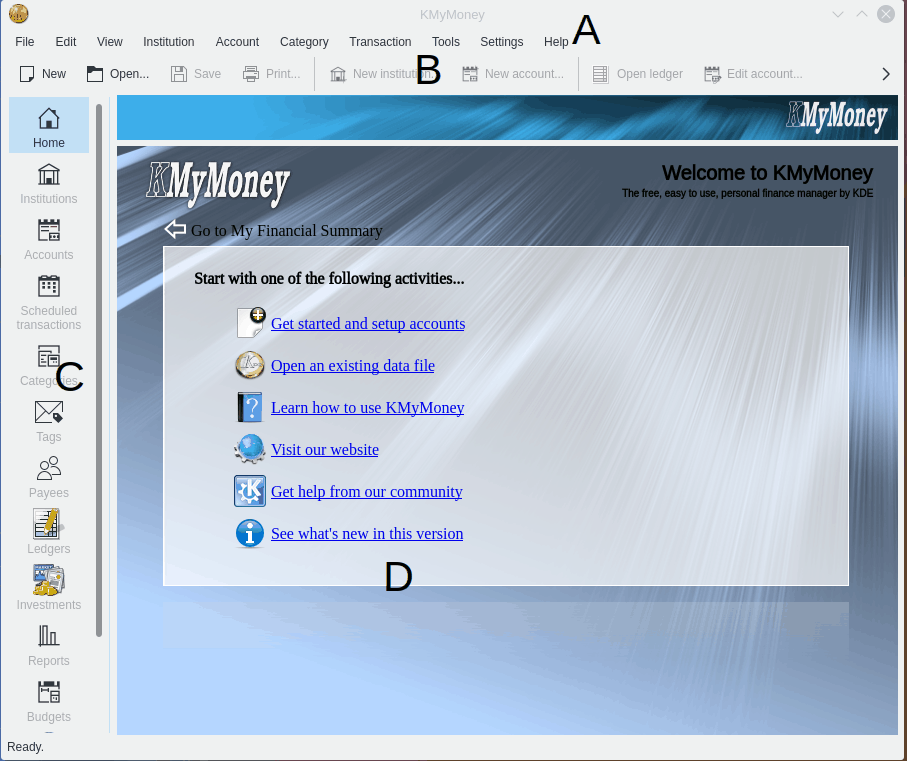 KMyMoney
File Edit View Institution Account Category Transaction Tools Settings Help A
B
New Open... Save Print... New institution... New account... Open ledger Edit account...
KMyMoney
Home
Institutions
Accounts
Scheduled
transactions
Categories
C
Tags
Payees
Ledgers
Investments
Reports
Budgets
KMyMoney
Welcome to KMyMoney
The free, easy to use, personal finance manager by KDE
Go to My Financial Summary
Start with one of the following activities...
Get started and setup accounts
Open an existing data file
Learn how to use KMyMoney
Visit our website
Get help from our community
See what's new in this version
D
Ready.